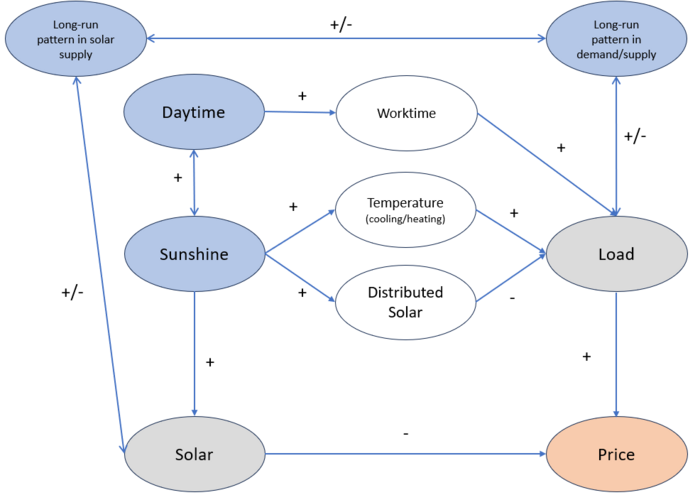 Long-run
pattern in solar
supply
+/-
Long-run
pattern in
demand/supply
Daytime
+
Worktime
+
+/-
+
+
Temperature
(cooling/heating)
+
Sunshine
Load
+
Distributed
Solar
-
+/-
+
+
Solar
-
Price